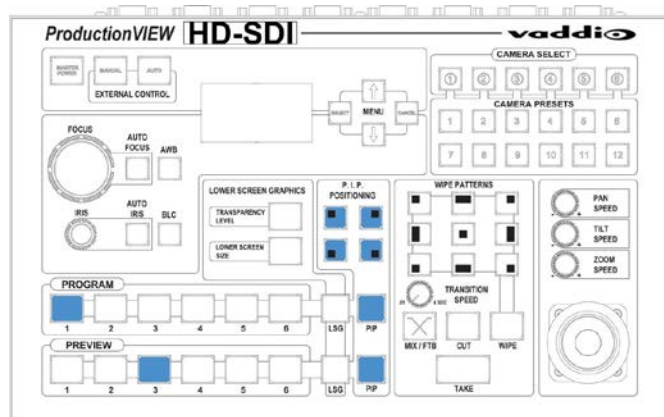 ProductionVIEW HD-SDI vaddio
CAMERA SELECT
MASTER POWER MANUAL AUTO
EXTERNAL CONTROL
SELECT MENU CANCEL
1 2 3 4 5 6
CAMERA PRESETS
1 2 3 4 5 6
7 8 9 10 11 12
FOCUS
AUTO FOCUS AWB
IRIS
AUTO IRIS BLC
LOWER SCREEN GRAPHICS
TRANSPARENCY LEVEL
LOWER SCREEN SIZE
P. I. P. POSITIONING
WIPE PATTERNS
TRANSITION SPEED
MIX / FTB CUT WIPE
TAKE
PAN SPEED
TILT SPEED
ZOOM SPEED
PROGRAM
1 2 3 4 5 6 LSG PIP
PREVIEW
1 2 3 4 5 6 LSG PIP